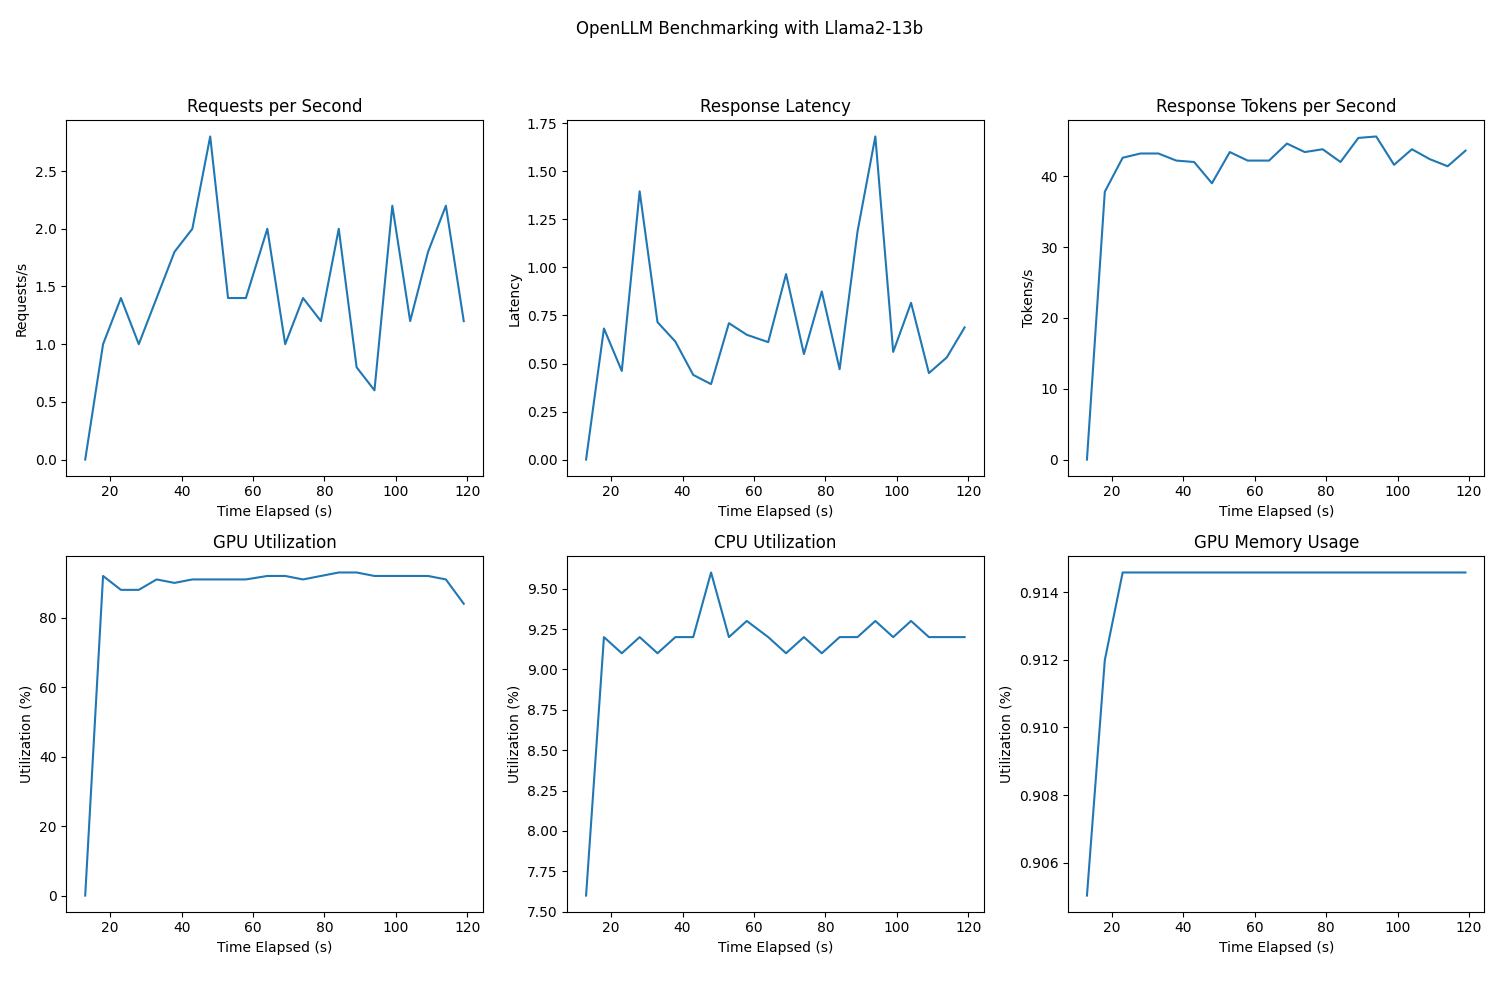 OpenLLM Benchmarking with Llama2-13b
Requests per Second
Requests/s
2.5
2.0
1.5
1.0
0.5
0.0
20 40 60 80 100 120
Time Elapsed (s)
Response Latency
Latency
1.75
1.50
1.25
1.00
0.75
0.50
0.25
0.00
20 40 60 80 100 120
Time Elapsed (s)
Response Tokens per Second
Tokens/s
40
30
20
10
0
20 40 60 80 100 120
Time Elapsed (s)
GPU Utilization
Utilization (%)
80
60
40
20
0
20 40 60 80 100 120
Time Elapsed (s)
CPU Utilization
Utilization (%)
9.50
9.25
9.00
8.75
8.50
8.25
8.00
7.75
7.50
20 40 60 80 100 120
Time Elapsed (s)
GPU Memory Usage
Utilization (%)
0.914
0.912
0.910
0.908
0.906
20 40 60 80 100 120
Time Elapsed (s)